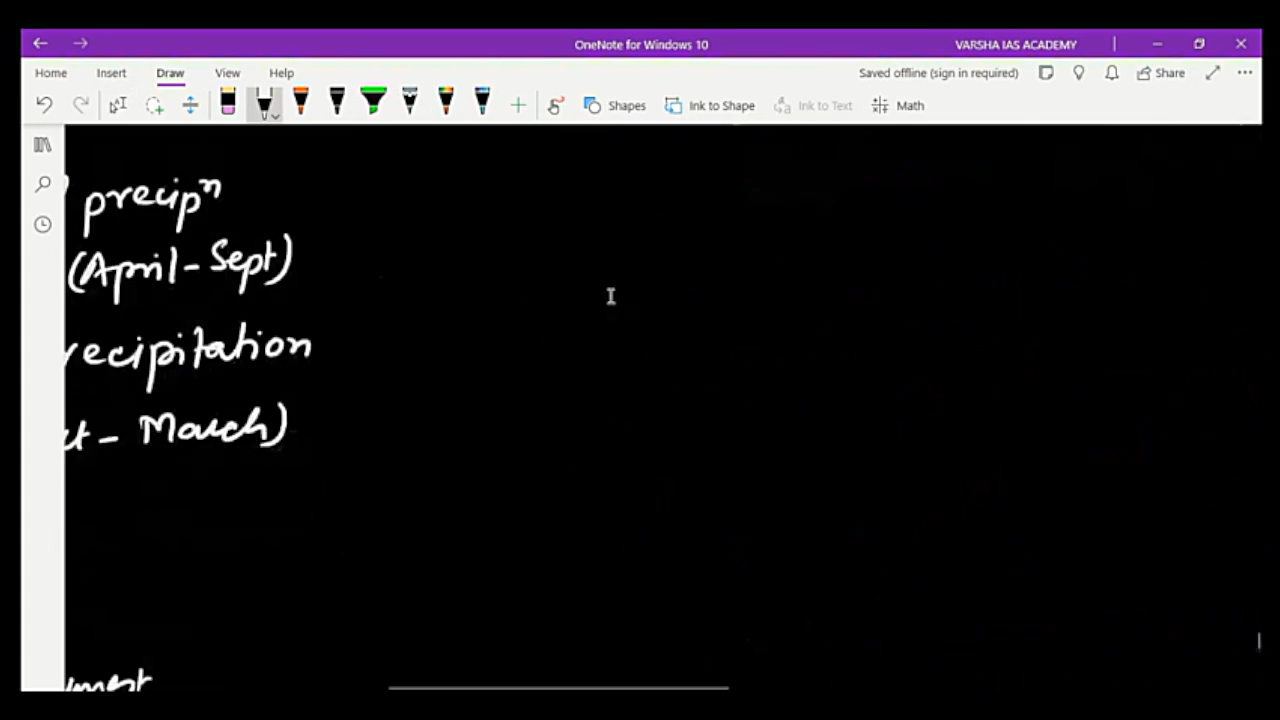 OneNote for Windows 10
VARSHA IAS ACADEMY
Home Insert Draw View Help
Saved offline (sign in required)
Share
Shapes
Ink to Shape
Ink to Text
Math
precipⁿ
(April - Sept)
recipitation
ct - March)